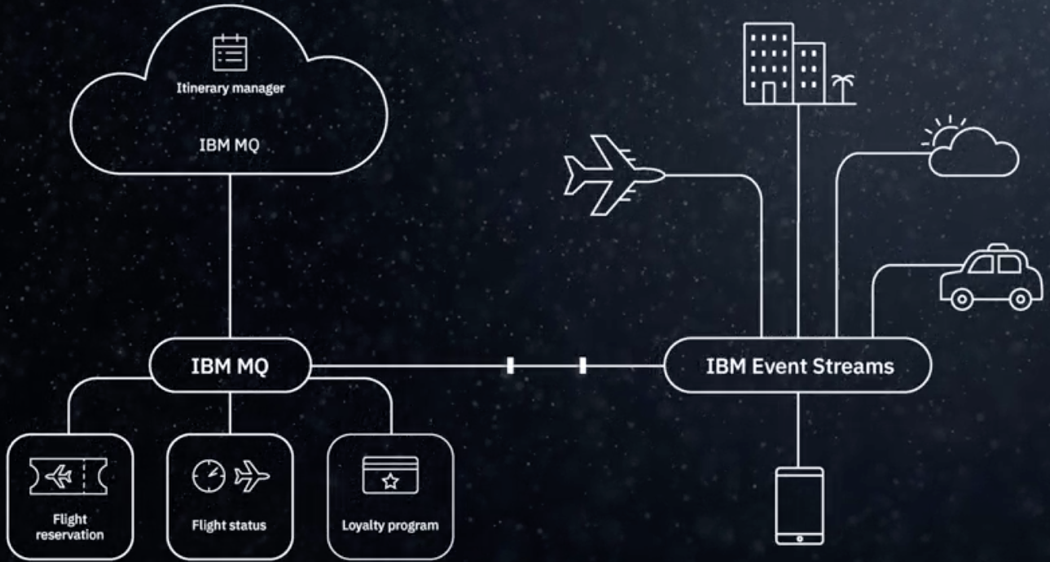 Itinerary manager
IBM MQ
IBM MQ
IBM Event Streams
Flight
reservation
Flight status
Loyalty program